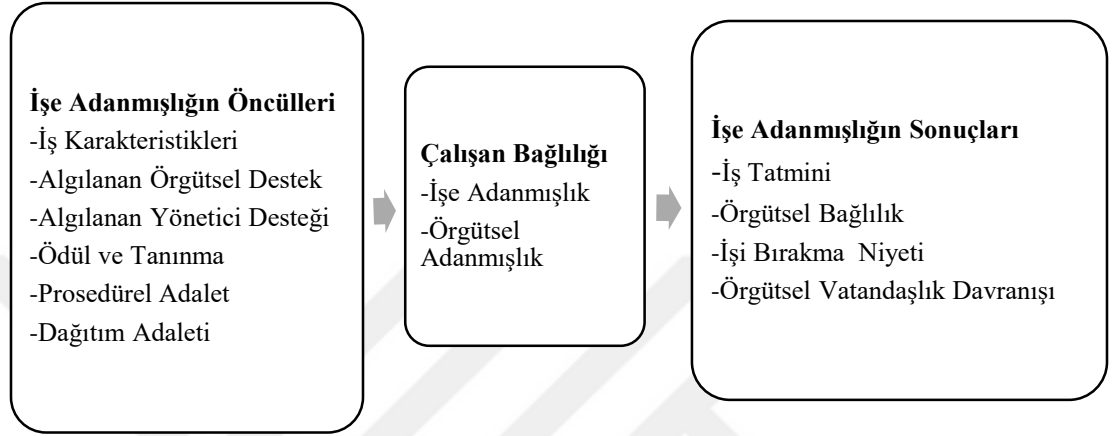 İşe Adanmışlığın Öncülleri
-İş Karakteristikleri
-Algılanan Örgütsel Destek
-Algılanan Yönetici Desteği
-Ödül ve Tanınma
-Prosedürel Adalet
-Dağıtım Adaleti
Çalışan Bağlılığı
-İşe Adanmışlık
-Örgütsel
Adanmışlık
İşe Adanmışlığın Sonuçları
-İş Tatmini
-Örgütsel Bağlılık
-İşi Bırakma Niyeti
-Örgütsel Vatandaşlık Davranışı